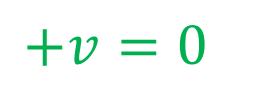 +v = 0